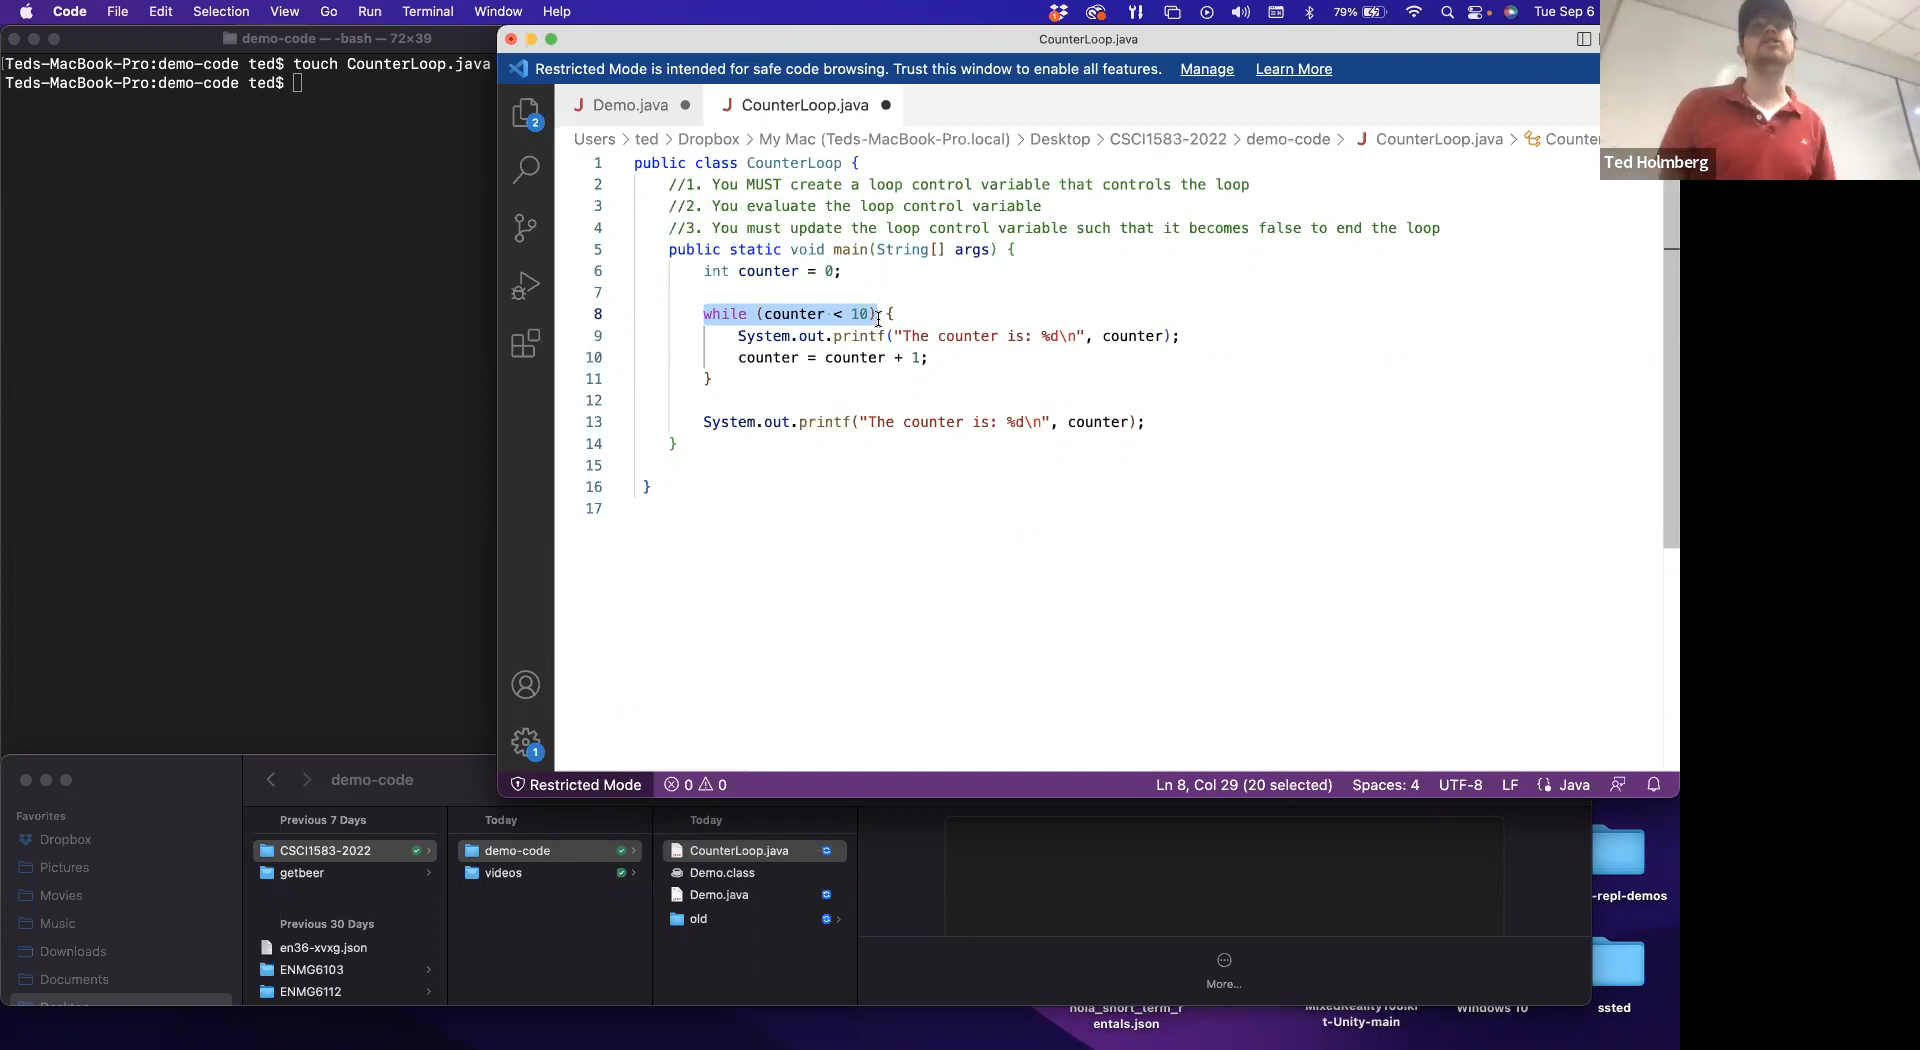 Code File Edit Selection View Go Run Terminal Window Help 79% Tue Sep 6
demo-code — -bash — 72×39
Teds-MacBook-Pro:demo-code ted$ touch CounterLoop.java
Teds-MacBook-Pro:demo-code ted$
CounterLoop.java
Restricted Mode is intended for safe code browsing. Trust this window to enable all features. Manage Learn More
J Demo.java J CounterLoop.java
Users > ted > Dropbox > My Mac (Teds-MacBook-Pro.local) > Desktop > CSCI1583-2022 > demo-code > J CounterLoop.java >
2
1 public class CounterLoop {
2 //1. You MUST create a loop control variable that controls the loop
3 //2. You evaluate the loop control variable
4 //3. You must update the loop control variable such that it becomes false to end the loop
5 public static void main(String[] args) {
6 int counter = 0;
7
8 while (counter < 10) {
9 System.out.printf("The counter is: %d\n", counter);
10 counter = counter + 1;
11 }
12
13 System.out.printf("The counter is: %d\n", counter);
14 }
15
16 }
17
1
Restricted Mode 0 0 Ln 8, Col 29 (20 selected) Spaces: 4 UTF-8 LF {} Java
Ted Holmberg
demo-code
Favorites
Dropbox
Pictures
Movies
Music
Downloads
Documents
Previous 7 Days
CSCI1583-2022
getbeer
Previous 30 Days
en36-xvxg.json
ENMG6103
ENMG6112
Today
demo-code
videos
Today
CounterLoop.java
Demo.class
Demo.java
old
More...
-repl-demos
nola_short_term_r
entals.json
t-Unity-main
Windows 10
ssted